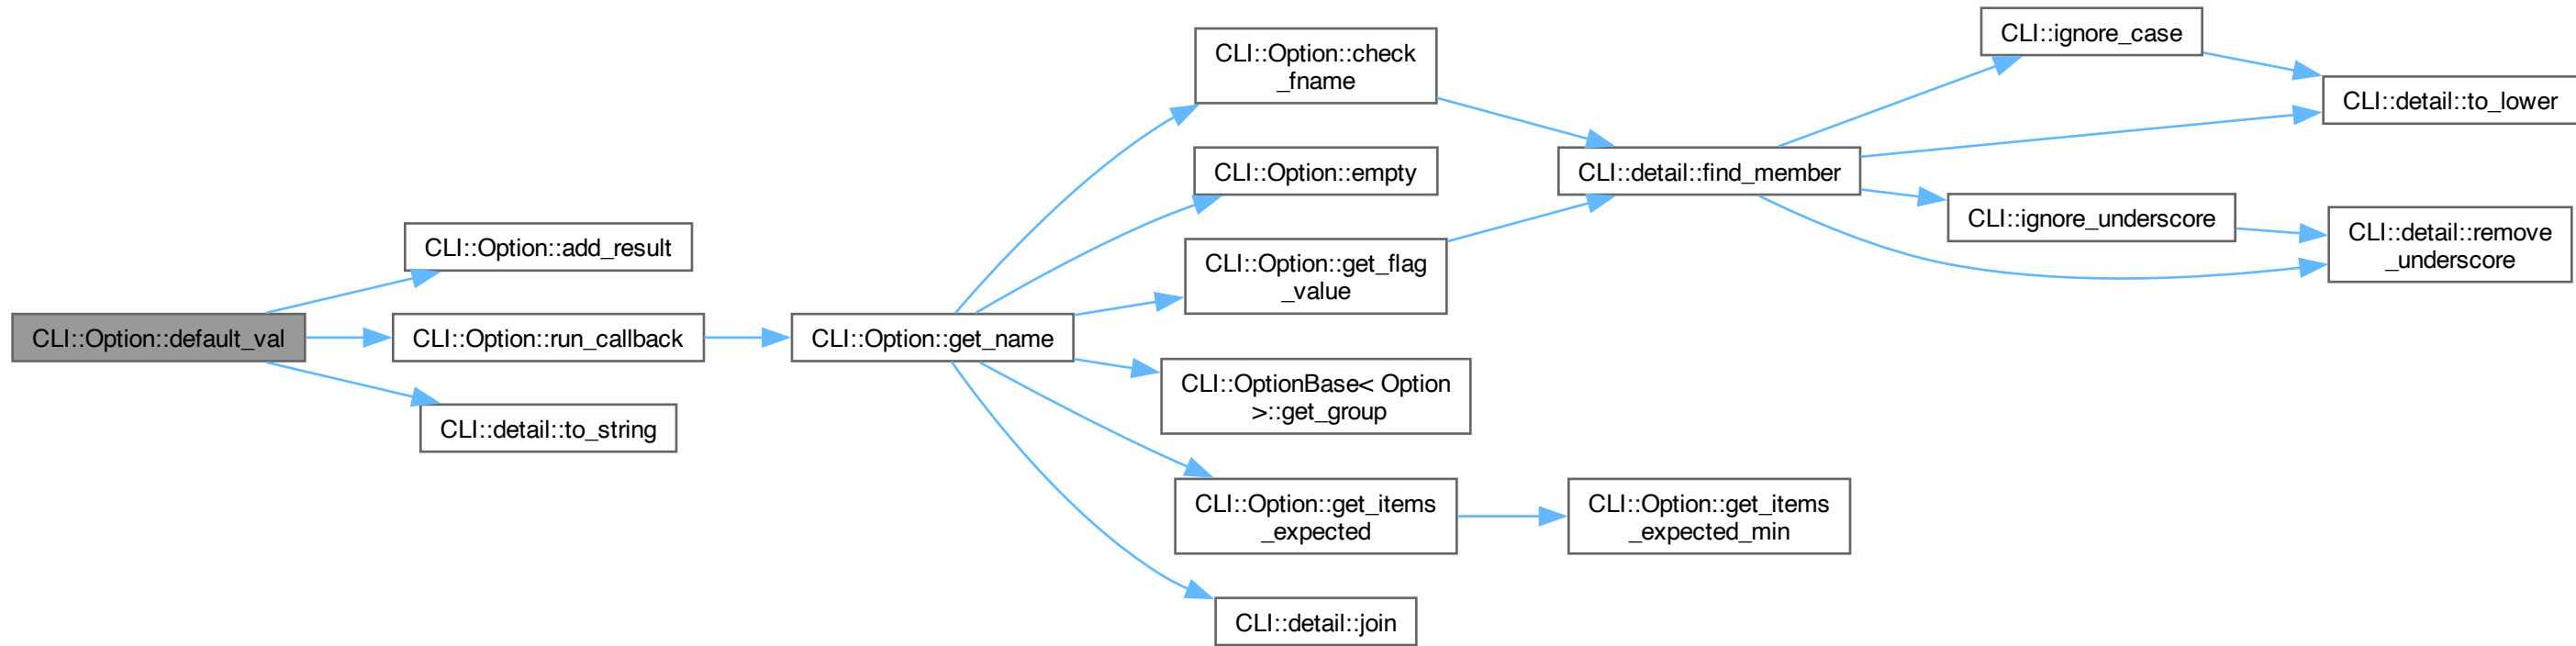 CLI::Option::default_val
CLI::Option::add_result
CLI::Option::run_callback
CLI::detail::to_string
CLI::Option::get_name
CLI::Option::check
_fname
CLI::Option::empty
CLI::Option::get_flag
_value
CLI::OptionBase< Option
>::get_group
CLI::Option::get_items
_expected
CLI::detail::join
CLI::detail::find_member
CLI::Option::get_items
_expected_min
CLI::ignore_case
CLI::ignore_underscore
CLI::detail::to_lower
CLI::detail::remove
_underscore